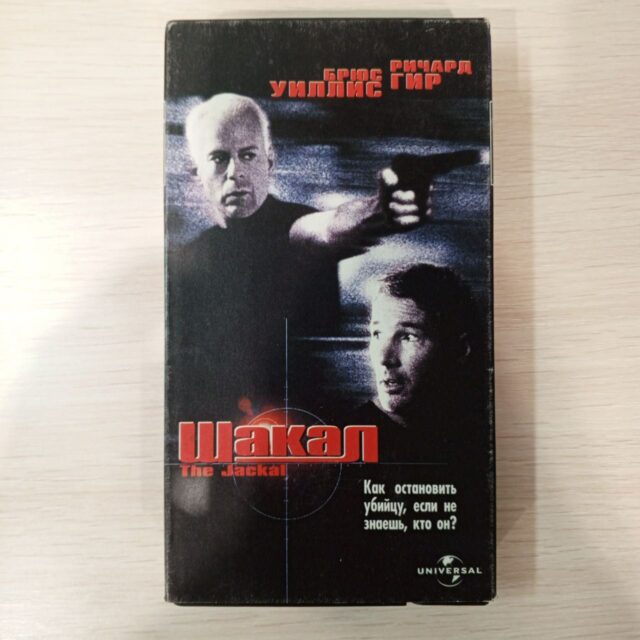 БРЮС РИЧАРД
УИЛЛИС ГИР
Шакал
The Jackal
Как остановить
убийцу, если не
знаешь, кто он?
UNIVERSAL